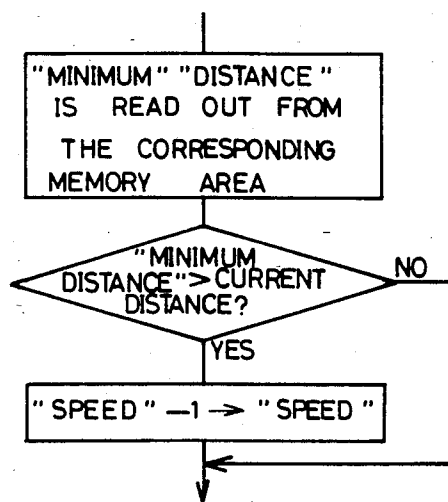 "MINIMUM" "DISTANCE"
IS READ OUT FROM
THE CORRESPONDING
MEMORY AREA
"MINIMUM
DISTANCE" > CURRENT
DISTANCE?
NO
YES
"SPEED" –1 → "SPEED"